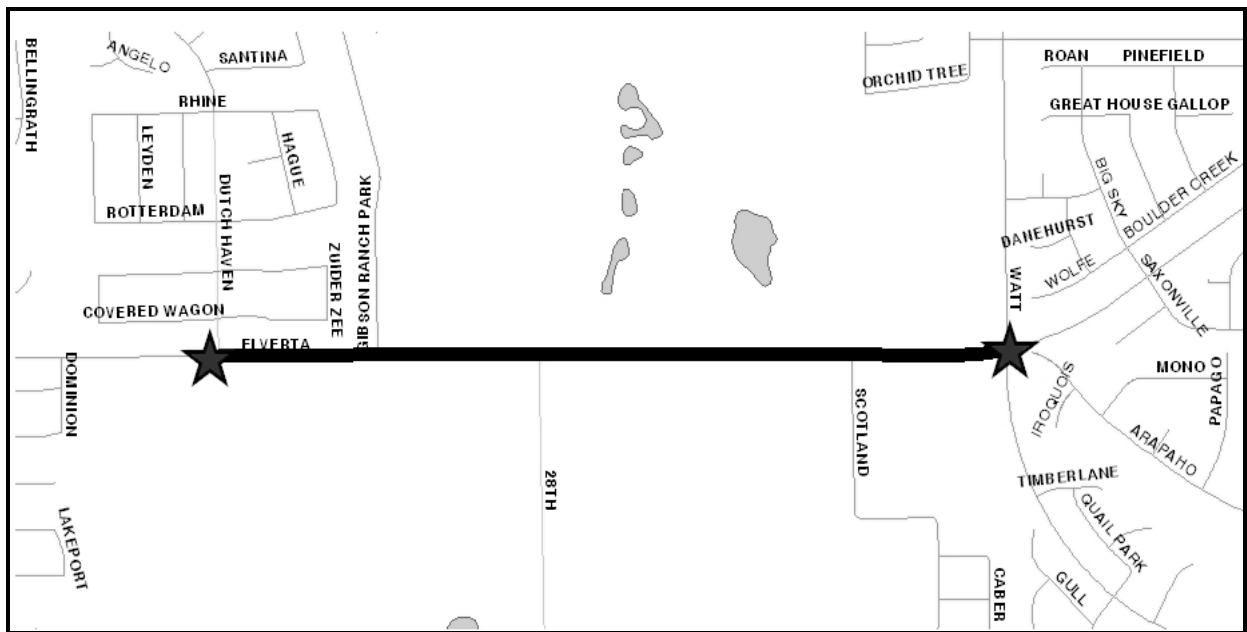 BELLINGRATH
ANGELO
SANTINA
ORCHID TREE
ROAN
PINEFIELD
RHINE
GREAT HOUSE GALLOP
LEYDEN
HAGUE
DUTCH HAVEN
GIBSON RANCH PARK
BIG SKY
BOULDER CREEK
ROTTERDAM
DANEHURST
ZUIDER ZEE
WOLFE
WATT
SAXONVILLE
COVERED WAGON
ELVERTA
DOMINION
MONO
PAPAGO
IROQUOIS
SCOTLAND
ARAPAHO
28TH
TIMBERLANE
QUAIL PARK
LAKEPORT
CABER
GULL